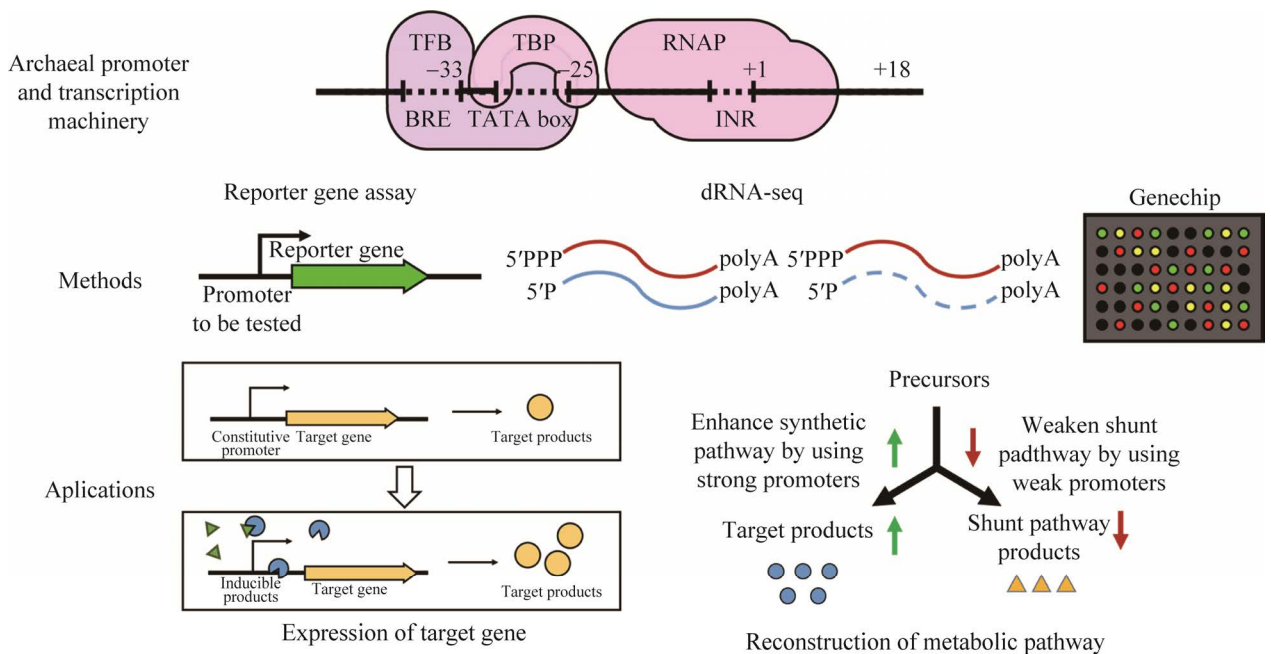 Archaeal promoter
and transcription
machinery
TFB
TBP
RNAP
–33
–25
+1
+18
BRE
TATA box
INR
Methods
Reporter gene assay
Reporter gene
Promoter
to be tested
dRNA-seq
5′PPP
polyA
5′PPP
polyA
5′P
polyA
5′P
polyA
Genechip
Aplications
Constitutive
promoter
Target gene
Target products
Inducible
products
Target gene
Target products
Expression of target gene
Precursors
Enhance synthetic
pathway by using
strong promoters
Weaken shunt
padthway by using
weak promoters
Target products
Shunt pathway
products
Reconstruction of metabolic pathway